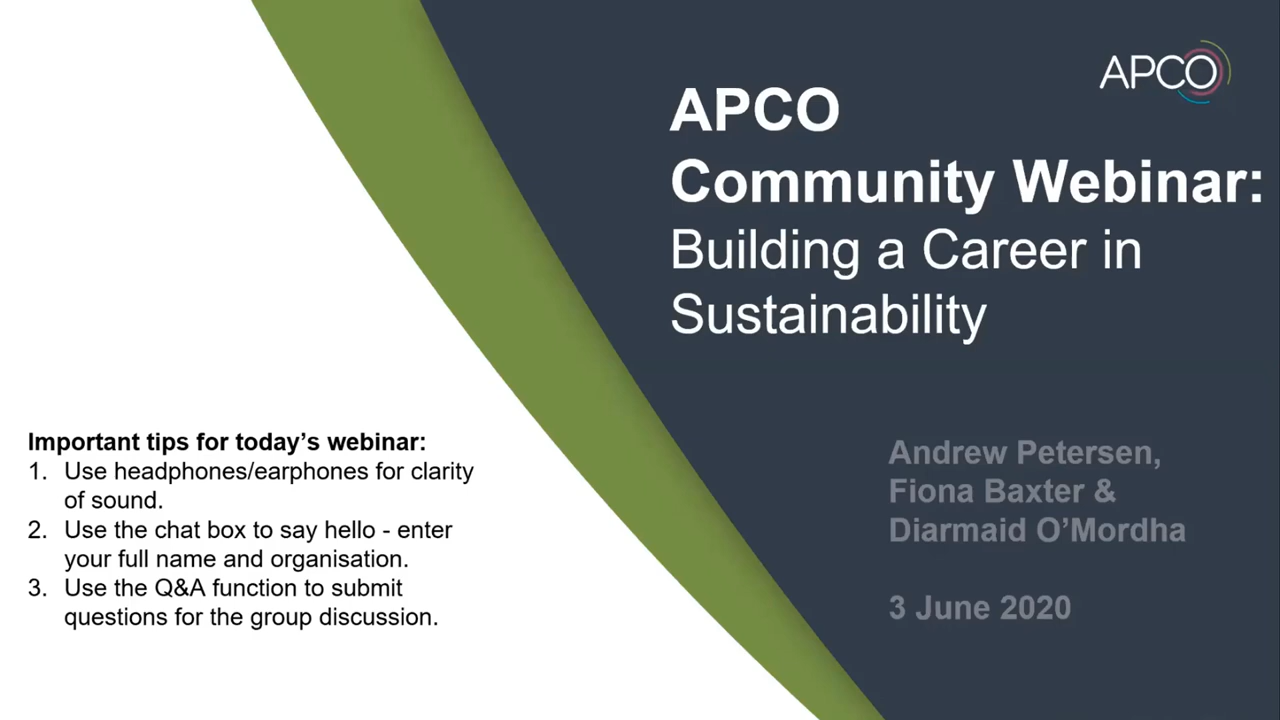 APCO
APCO
Community Webinar:
Building a Career in
Sustainability
Important tips for today's webinar:
1. Use headphones/earphones for clarity
of sound.
2. Use the chat box to say hello - enter
your full name and organisation.
3. Use the Q&A function to submit
questions for the group discussion.
Andrew Petersen,
Fiona Baxter &
Diarmaid O'Mordha
3 June 2020